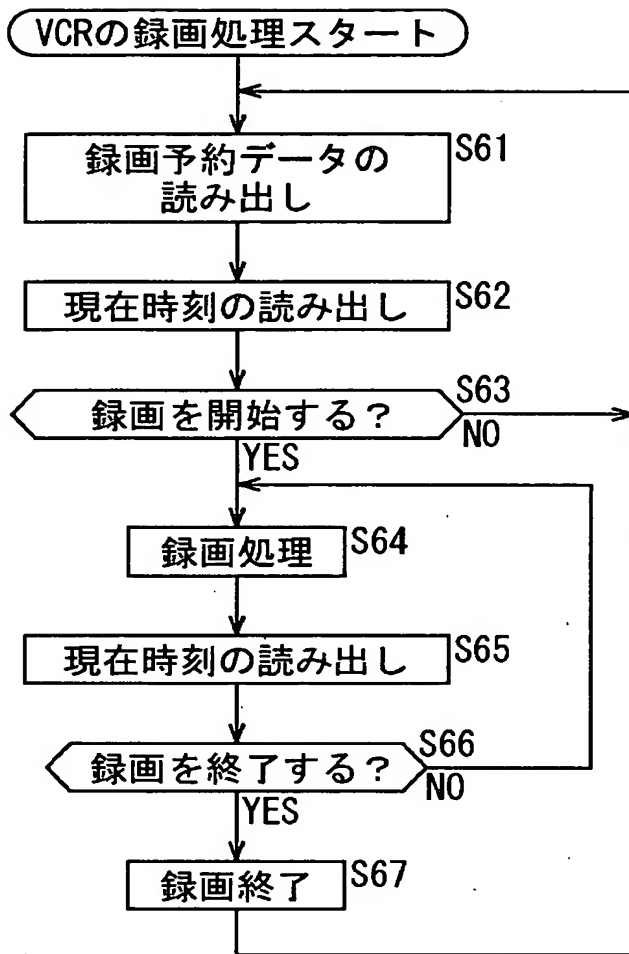 VCRの録画処理スタート
録画予約データの
読み出し
S61
現在時刻の読み出し
S62
録画を開始する？
S63
NO
YES
録画処理
S64
現在時刻の読み出し
S65
録画を終了する？
S66
NO
YES
録画終了
S67